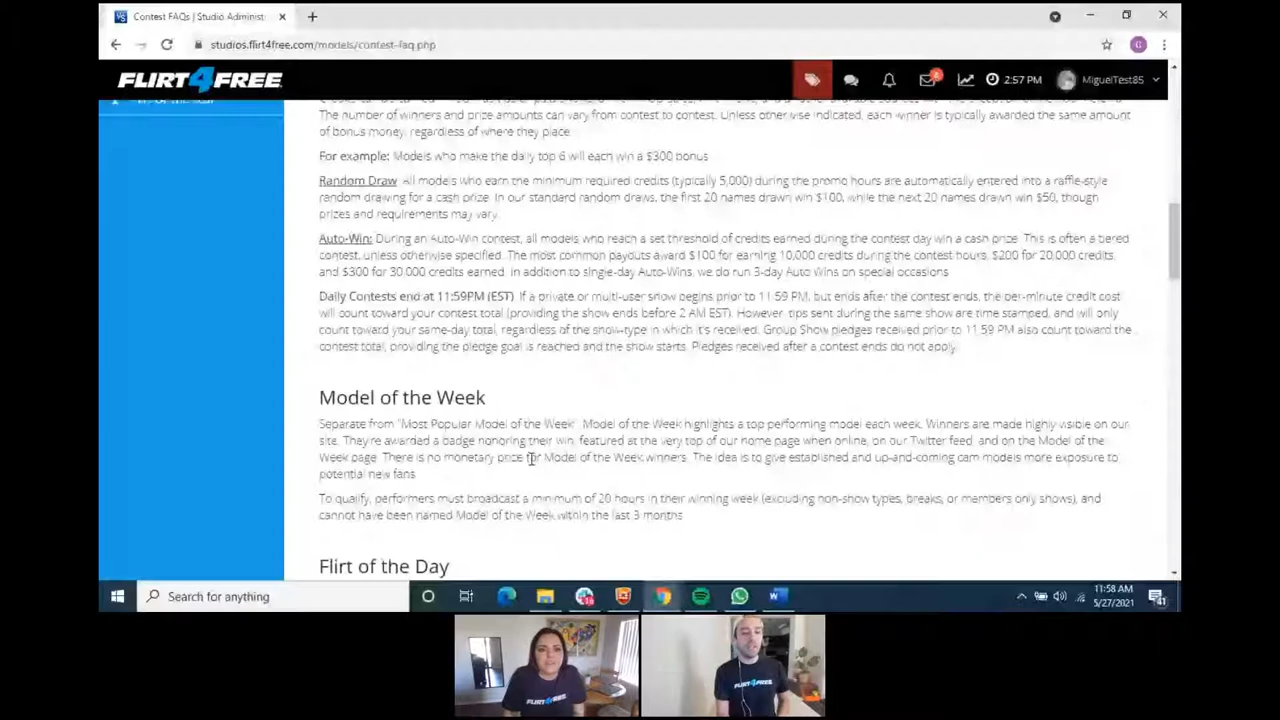 Contest FAQs | Studio Administ
studios.flirt4free.com/models/contest-faq.php
G
FLIRT4FREE
2:57 PM
MiguelTest85
The number of winners and prize amounts can vary from contest to contest. Unless otherwise indicated, each winner is typically awarded the same amount
of bonus money, regardless of where they place.
For example: Models who make the daily top 6 will each win a $300 bonus
Random Draw: All models who earn the minimum required credits (typically 5,000) during the promo hours are automatically entered into a raffle-style
random drawing for a cash prize. In our standard random draws, the first 20 names drawn win $100, while the next 20 names drawn win $50, though
prizes and requirements may vary.
Auto-Win: During an Auto-Win contest, all models who reach a set threshold of credits earned during the contest day win a cash prize. This is often a tiered
contest, unless otherwise specified. The most common payouts award $100 for earning 10,000 credits during the contest hours, $200 for 20,000 credits,
and $300 for 30,000 credits earned. In addition to single-day Auto-Wins, we do run 3-day Auto Wins on special occasions
Daily Contests end at 11:59PM (EST). If a private or multi-user show begins prior to 11:59 PM, but ends after the contest ends, the per-minute credit cost
will count toward your contest total (providing the show ends before 2 AM EST). However, tips sent during the same show are time stamped, and will only
count toward your same-day total, regardless of the show-type in which it's received. Group Show pledges received prior to 11:59 PM also count toward the
contest total, providing the pledge goal is reached and the show starts. Pledges received after a contest ends do not apply.
Model of the Week
Separate from "Most Popular Model of the Week", Model of the Week highlights a top performing model each week. Winners are made highly visible on our
site. They're awarded a badge honoring their win, featured at the very top of our home page when online, on our Twitter feed, and on the Model of the
Week page. There is no monetary prize for Model of the Week winners. The idea is to give established and up-and-coming cam models more exposure to
potential new fans
To qualify, performers must broadcast a minimum of 20 hours in their winning week (excluding non-show types, breaks, or members only shows), and
cannot have been named Model of the Week within the last 3 months
Flirt of the Day
Search for anything
11:58 AM
5/27/2021
41
FLIRT4FREE
FLIRT4FREE